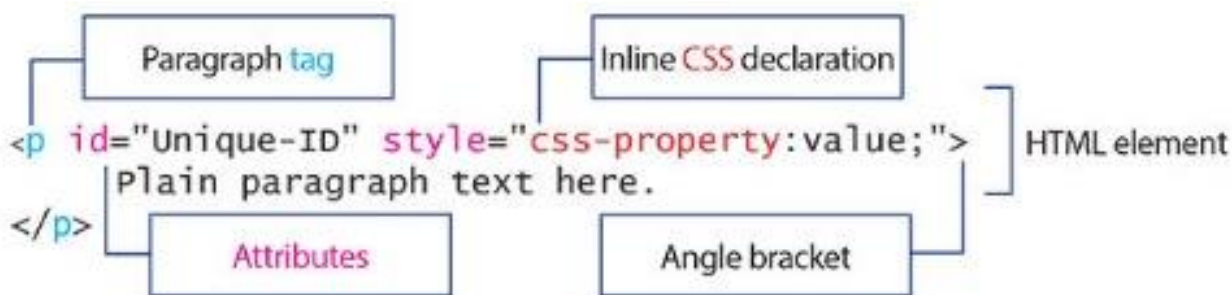 Paragraph tag
Inline CSS declaration
<p id="Unique-ID" style="css-property:value;">
HTML element
Plain paragraph text here.
</p>
Attributes
Angle bracket